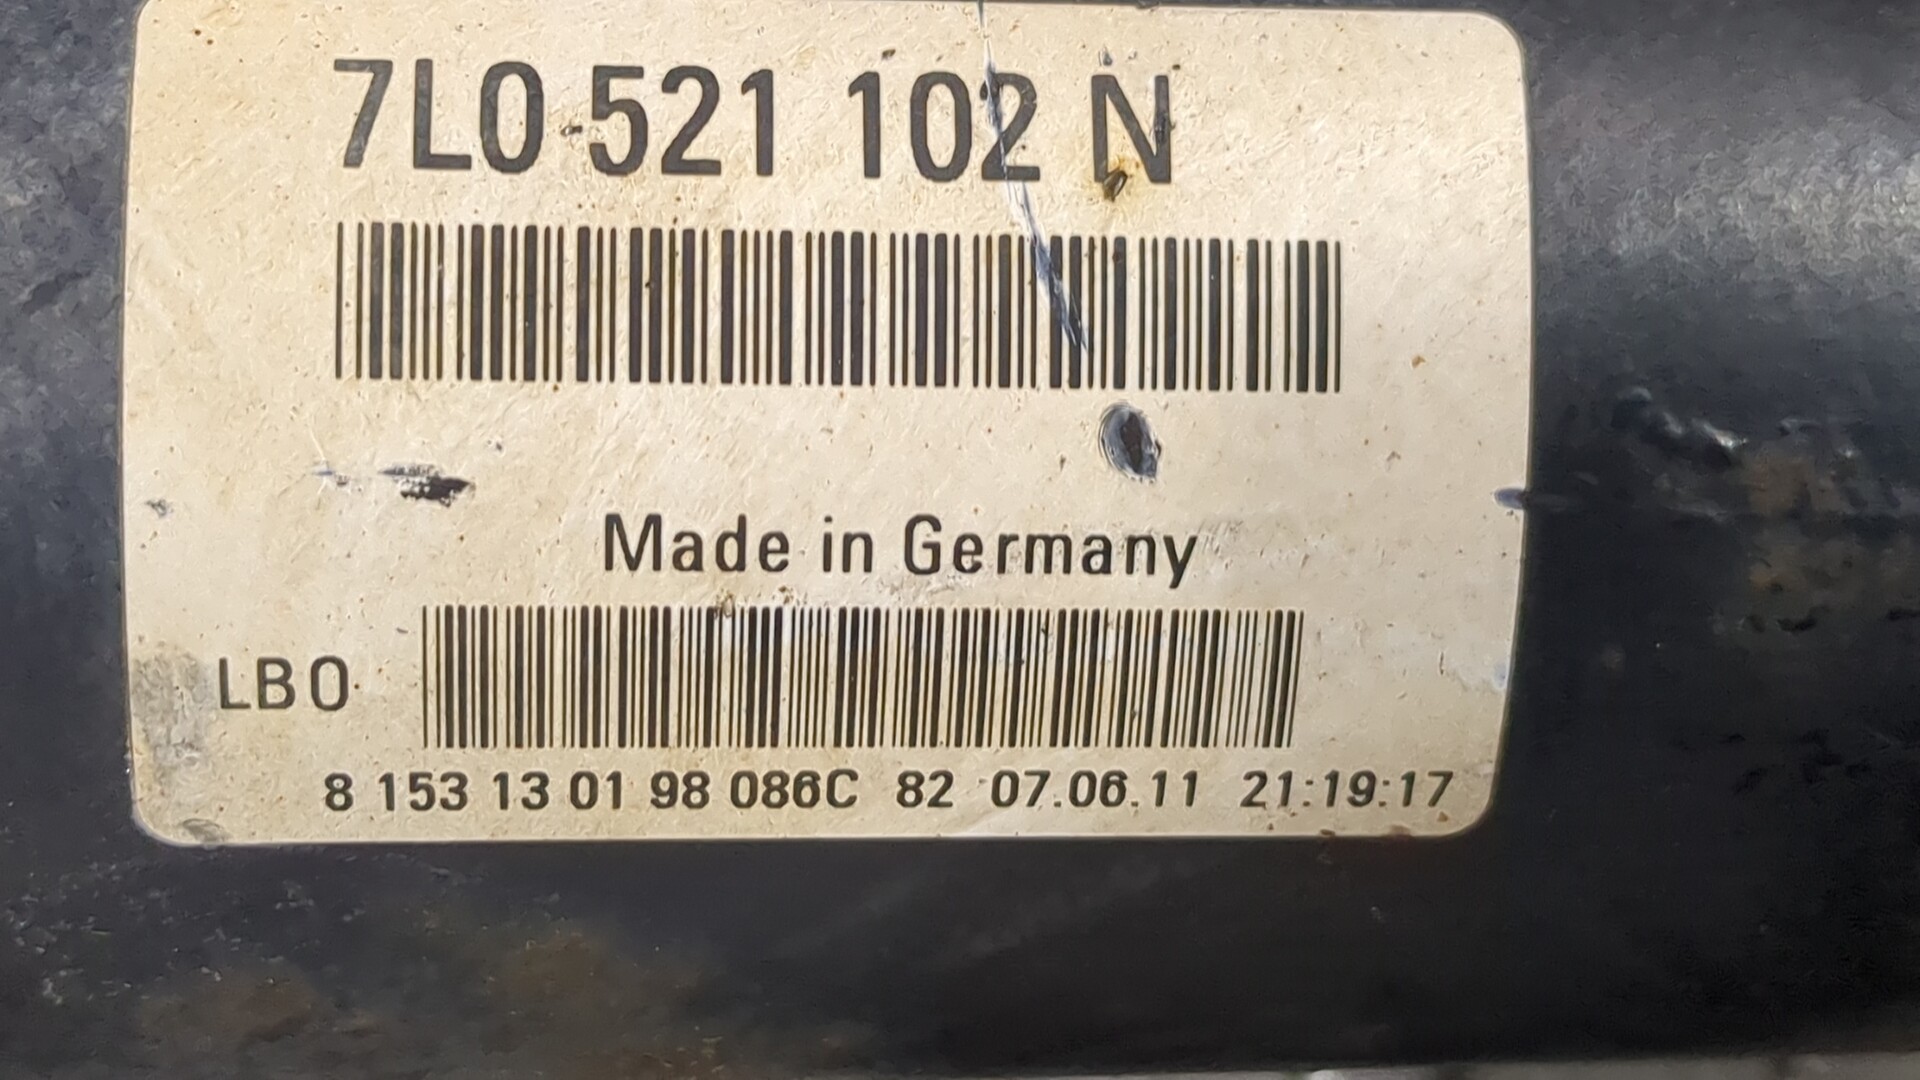 7L0 521 102 N
Made in Germany
LB0
8 153 13 01 98 086C 82 07.06.11 21:19:17